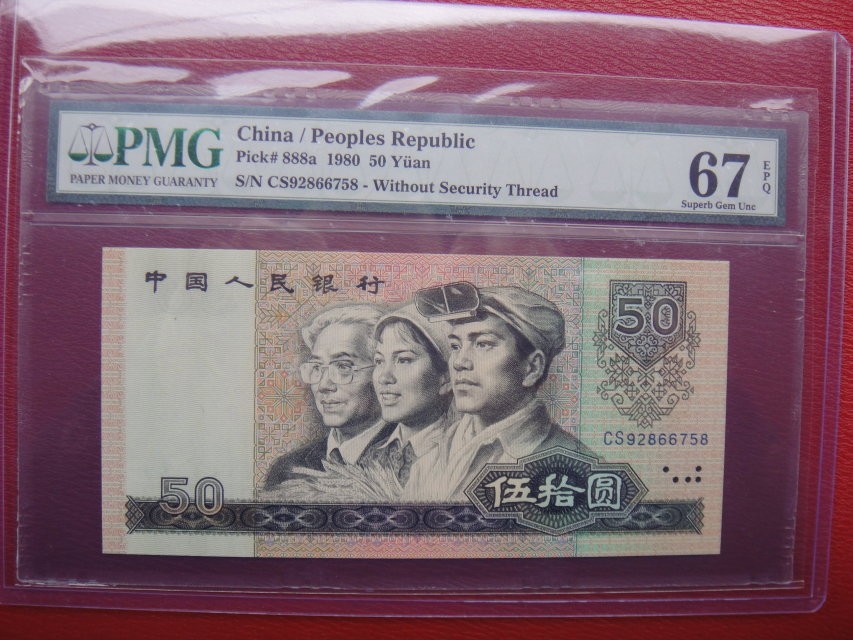 PMG
PAPER MONEY GUARANTY
China / Peoples Republic
Pick# 888a 1980 50 Yüan
S/N CS92866758 - Without Security Thread
67
EPQ
Superb Gem Unc
中国人民银行
50
CS92866758
50
伍拾圆